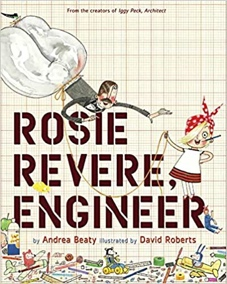 From the creators of Iggy Peck, Architect
ROSIE
REVERE,
ENGINEER
by Andrea Beaty illustrated by David Roberts